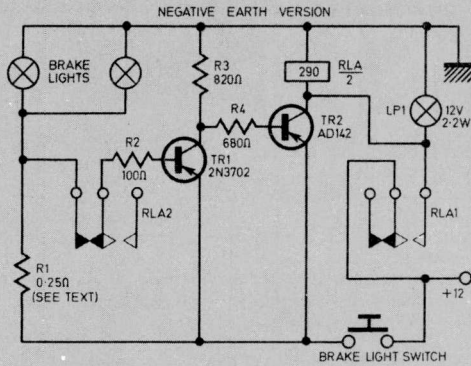 NEGATIVE EARTH VERSION
BRAKE
LIGHTS
R3
820Ω
290
RLA
2
R4
680Ω
TR2
AD142
LP1
12V
2·2W
R2
100Ω
TR1
2N3702
RLA2
RLA1
R1
0·25Ω
(SEE TEXT)
+12
BRAKE LIGHT SWITCH